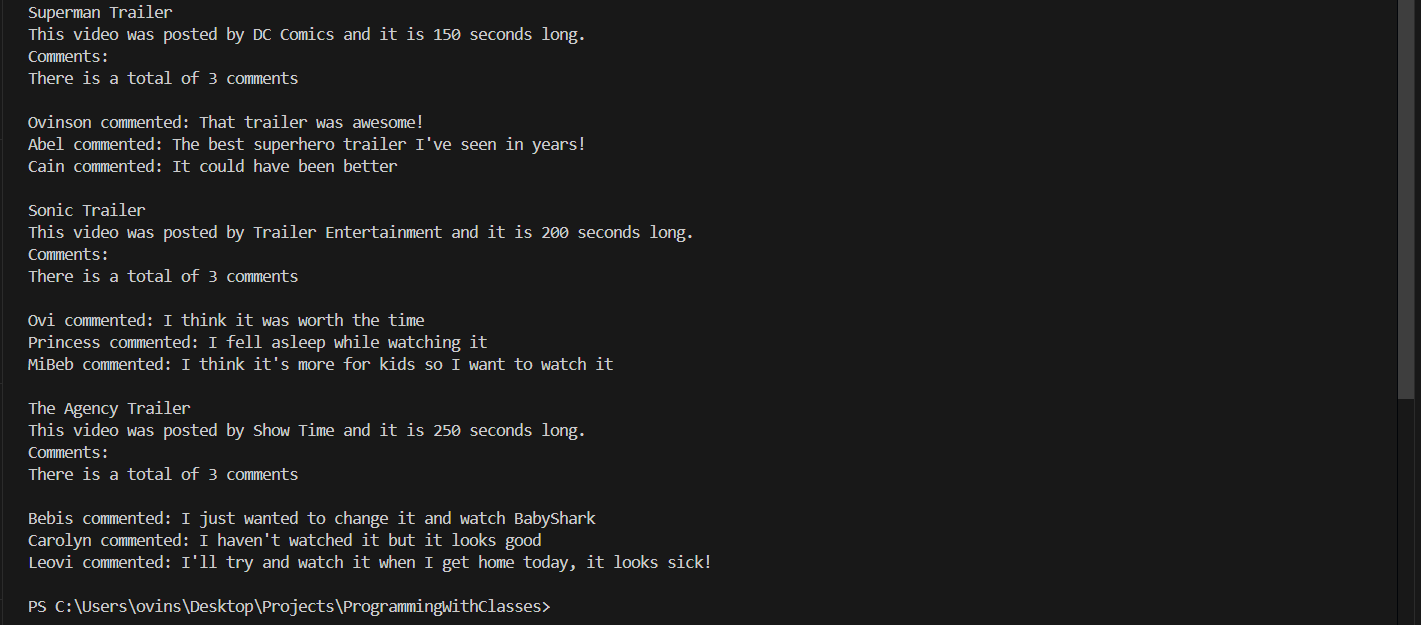 Superman Trailer
This video was posted by DC Comics and it is 150 seconds long.
Comments:
There is a total of 3 comments
Ovinson commented: That trailer was awesome!
Abel commented: The best superhero trailer I've seen in years!
Cain commented: It could have been better
Sonic Trailer
This video was posted by Trailer Entertainment and it is 200 seconds long.
Comments:
There is a total of 3 comments
Ovi commented: I think it was worth the time
Princess commented: I fell asleep while watching it
MiBeb commented: I think it's more for kids so I want to watch it
The Agency Trailer
This video was posted by Show Time and it is 250 seconds long.
Comments:
There is a total of 3 comments
Bebis commented: I just wanted to change it and watch BabyShark
Carolyn commented: I haven't watched it but it looks good
Leovi commented: I'll try and watch it when I get home today, it looks sick!
PS C:\Users\ovins\Desktop\Projects\ProgrammingWithClasses>